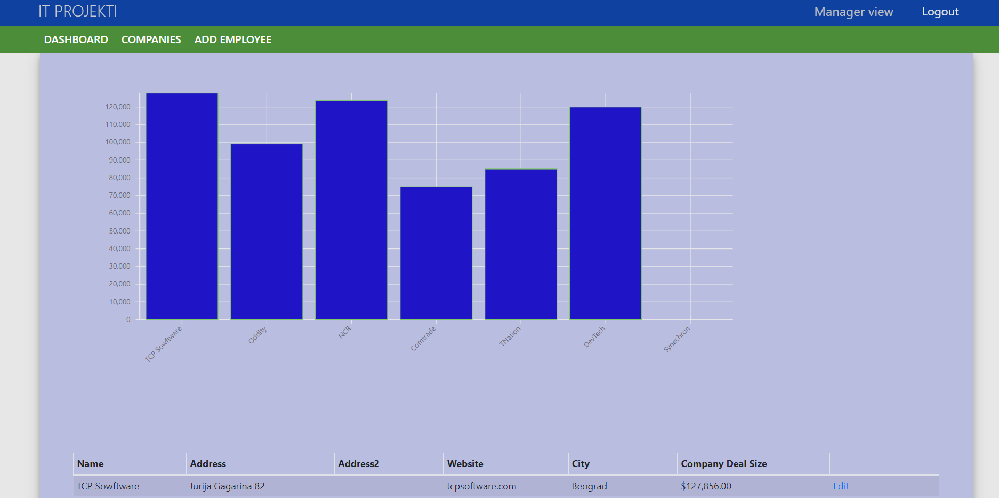 IT PROJEKTI
Manager view
Logout
DASHBOARD COMPANIES ADD EMPLOYEE
120,000
110,000
100,000
90,000
80,000
70,000
60,000
50,000
40,000
30,000
20,000
10,000
0
TCP Sowftware
Oddity
NCR
Comtrade
TNation
DevTech
Synechron
Name Address Address2 Website City Company Deal Size
TCP Sowftware Jurija Gagarina 82 tcpsoftware.com Beograd $127,856.00 Edit